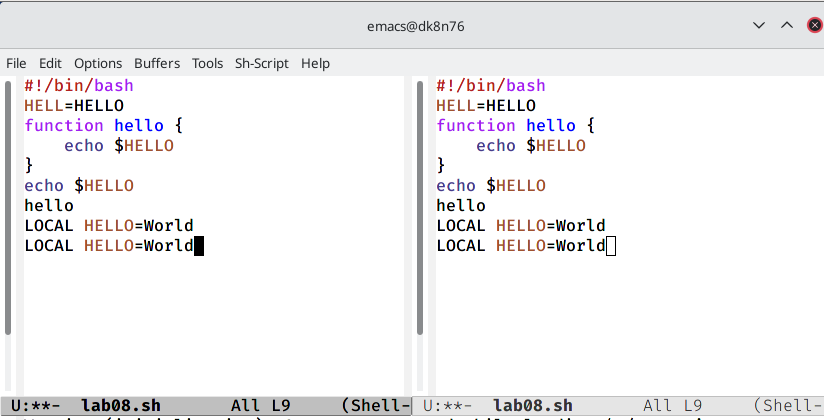 emacs@dk8n76
File Edit Options Buffers Tools Sh-Script Help
#!/bin/bash
HELL=HELLO
function hello {
    echo $HELLO
}
echo $HELLO
hello
LOCAL HELLO=World
LOCAL HELLO=World
U:**-  lab08.sh       All L9     (Shell-
#!/bin/bash
HELL=HELLO
function hello {
    echo $HELLO
}
echo $HELLO
hello
LOCAL HELLO=World
LOCAL HELLO=World
U:**-  lab08.sh       All L9     (Shell-